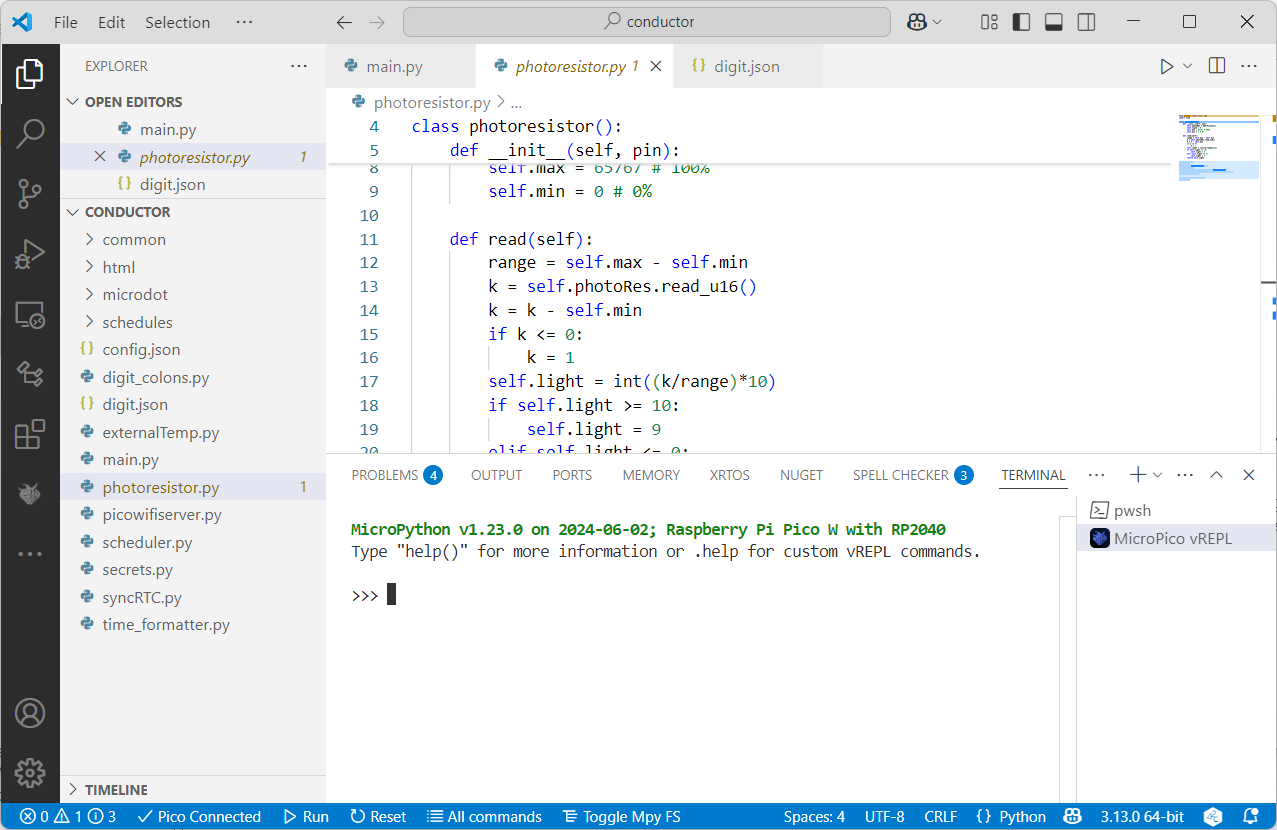 File Edit Selection ··· conductor
EXPLORER ···
OPEN EDITORS
main.py
photoresistor.py 1
digit.json
CONDUCTOR
common
html
microdot
schedules
config.json
digit_colons.py
digit.json
externalTemp.py
main.py
photoresistor.py 1
picowifiserver.py
scheduler.py
secrets.py
syncRTC.py
time_formatter.py
TIMELINE
main.py photoresistor.py 1 digit.json
photoresistor.py > ...
4 class photoresistor():
5 def __init__(self, pin):
8 self.max = 65767 # 100%
9 self.min = 0 # 0%
10
11 def read(self):
12 range = self.max - self.min
13 k = self.photoRes.read_u16()
14 k = k - self.min
15 if k <= 0:
16 k = 1
17 self.light = int((k/range)*10)
18 if self.light >= 10:
19 self.light = 9
20 elif self.light <= 0:
PROBLEMS 4 OUTPUT PORTS MEMORY XRTOS NUGET SPELL CHECKER 3 TERMINAL ···
MicroPython v1.23.0 on 2024-06-02; Raspberry Pi Pico W with RP2040
Type "help()" for more information or .help for custom vREPL commands.
>>>
pwsh
MicroPico vREPL
0 1 3 Pico Connected Run Reset All commands Toggle Mpy FS Spaces: 4 UTF-8 CRLF {} Python 3.13.0 64-bit